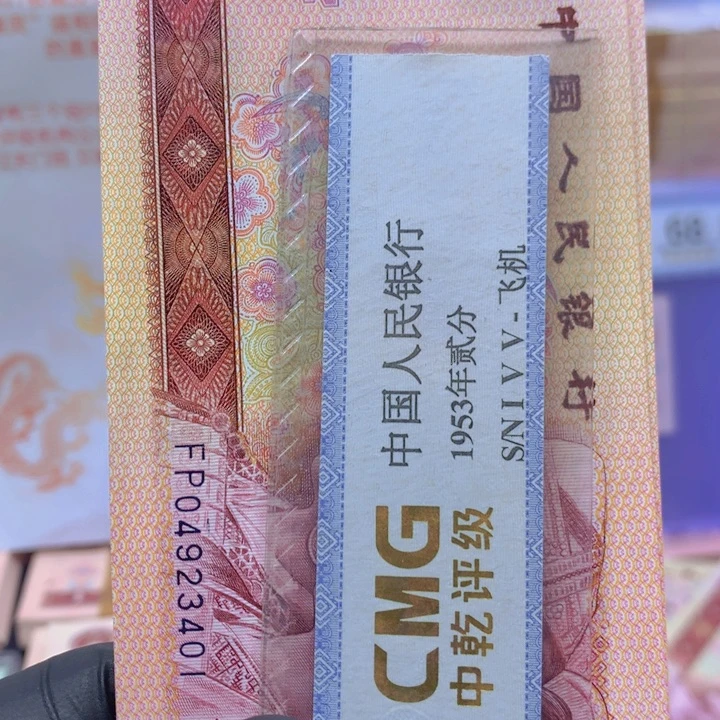 中国人民银行
FP04923401
中国人民银行
1953年贰分
S/N I V V - 飞机
CMG
中乾评级